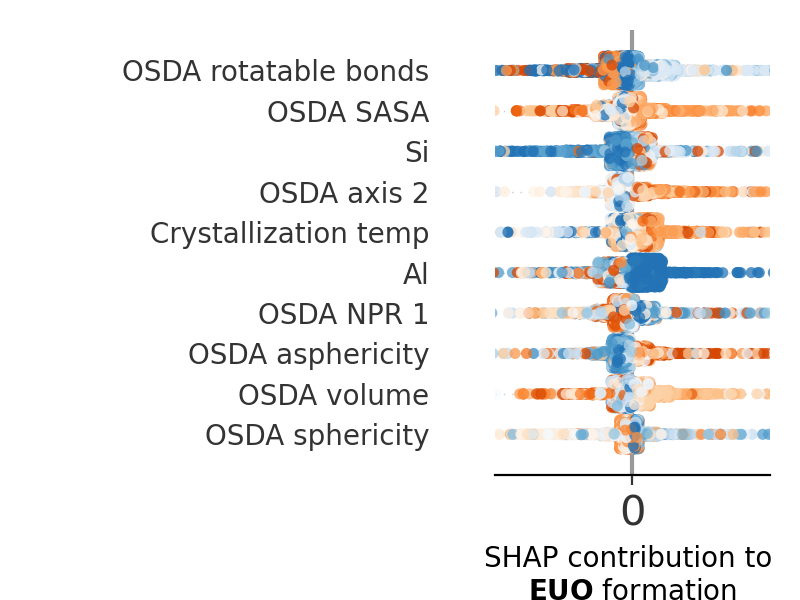 OSDA rotatable bonds
OSDA SASA
Si
OSDA axis 2
Crystallization temp
Al
OSDA NPR 1
OSDA asphericity
OSDA volume
OSDA sphericity
0
SHAP contribution to
EUO formation